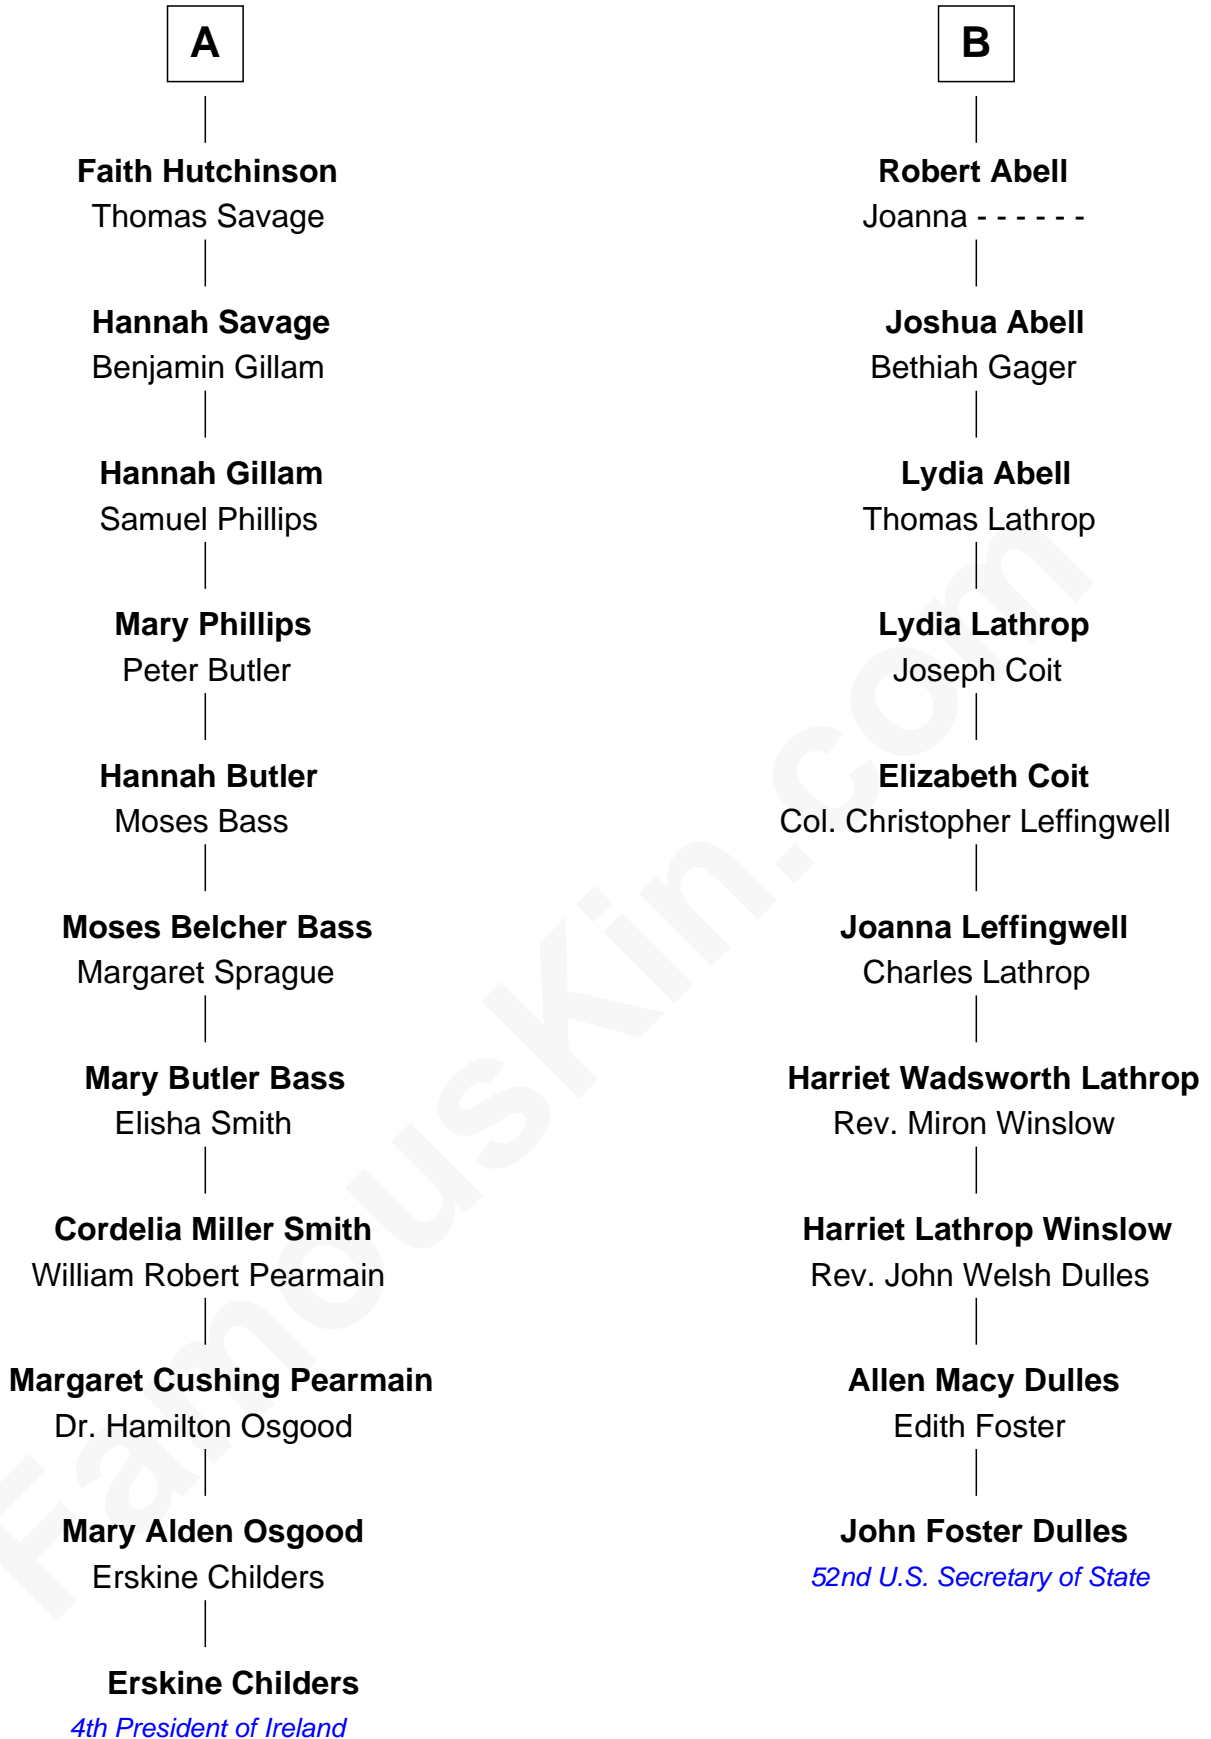 A
Faith Hutchinson
Thomas Savage
Hannah Savage
Benjamin Gillam
Hannah Gillam
Samuel Phillips
Mary Phillips
Peter Butler
Hannah Butler
Moses Bass
Moses Belcher Bass
Margaret Sprague
Mary Butler Bass
Elisha Smith
Cordelia Miller Smith
William Robert Pearmain
Margaret Cushing Pearmain
Dr. Hamilton Osgood
Mary Alden Osgood
Erskine Childers
Erskine Childers
4th President of Ireland
B
Robert Abell
Joanna - - - - - -
Joshua Abell
Bethiah Gager
Lydia Abell
Thomas Lathrop
Lydia Lathrop
Joseph Coit
Elizabeth Coit
Col. Christopher Leffingwell
Joanna Leffingwell
Charles Lathrop
Harriet Wadsworth Lathrop
Rev. Miron Winslow
Harriet Lathrop Winslow
Rev. John Welsh Dulles
Allen Macy Dulles
Edith Foster
John Foster Dulles
52nd U.S. Secretary of State
FamousKin.com